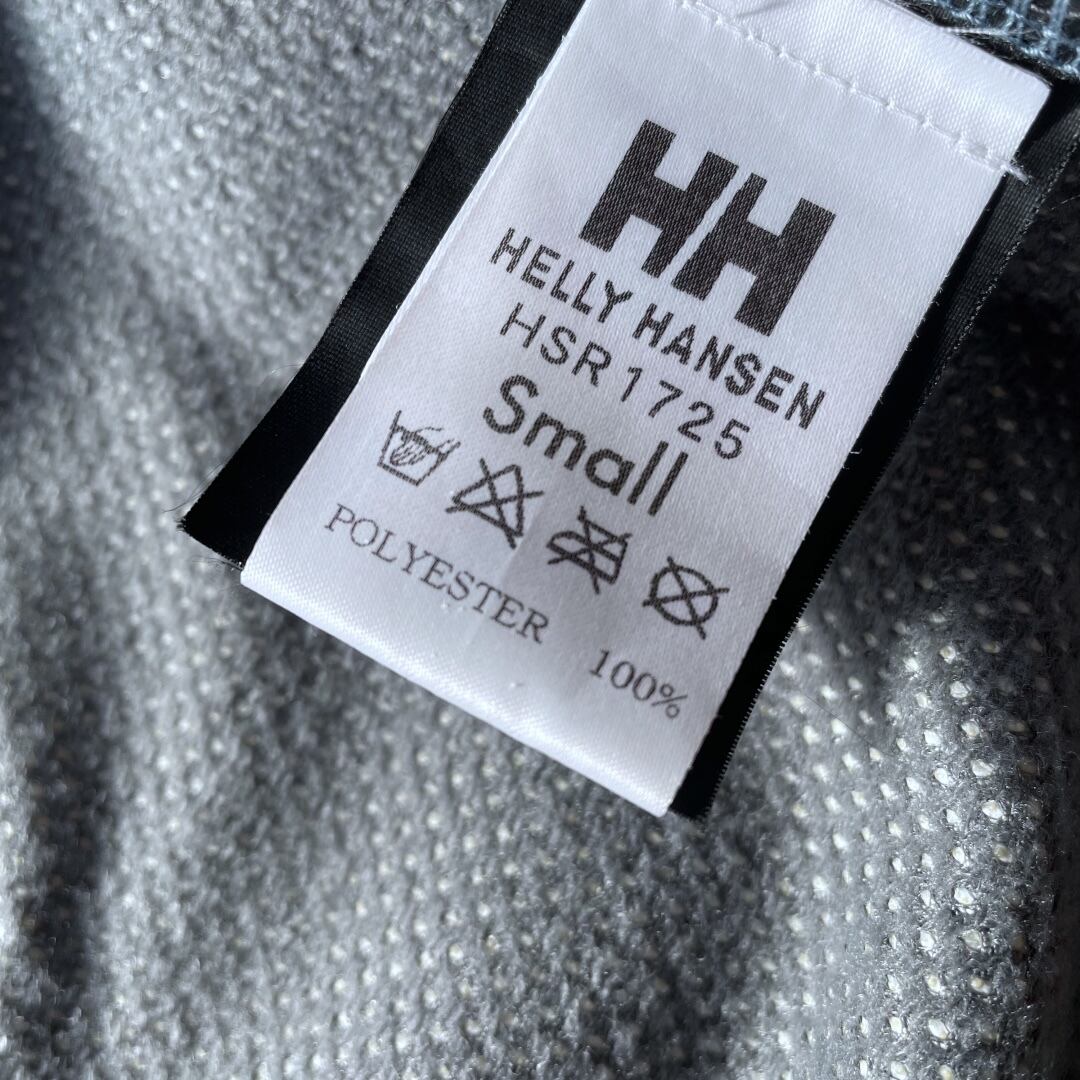 HH
HELLY HANSEN
HSR1725
Small
POLYESTER 100%